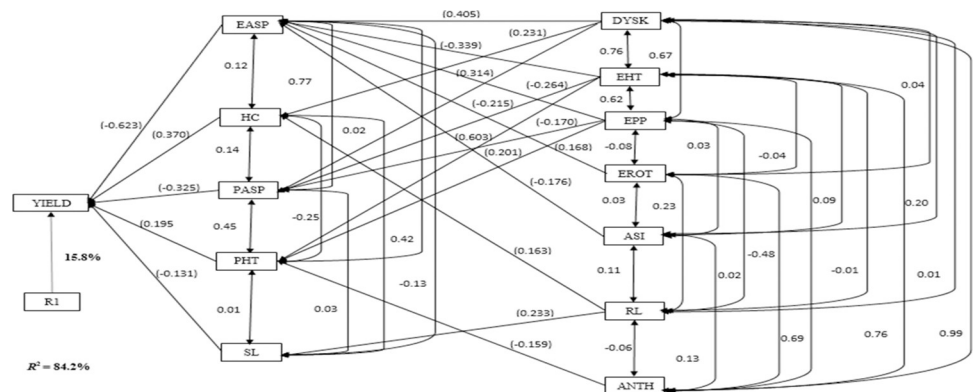 EASP (0.405) DYSK
(0.231)
(-0.339) 0.76 0.67
0.12 0.77 (0.314) (-0.264) EHT 0.04
(-0.623) (-0.215) 0.62
HC (-0.170) EPP
(0.370) 0.02 (0.603) -0.08 0.03 -0.04
0.14 (0.201) (0.168) EROT
(-0.325) PASP (-0.176) 0.03 0.23 0.09 0.20
YIELD -0.25
(0.195 0.45 ASI
15.8% PHT 0.42 (0.163) 0.11 0.02 -0.48 -0.01 0.01
(-0.131) -0.13
R1 0.01 0.03 (0.233) RL
SL (-0.159) -0.06 0.13 0.69 0.76 0.99
R² = 84.2%
ANTH